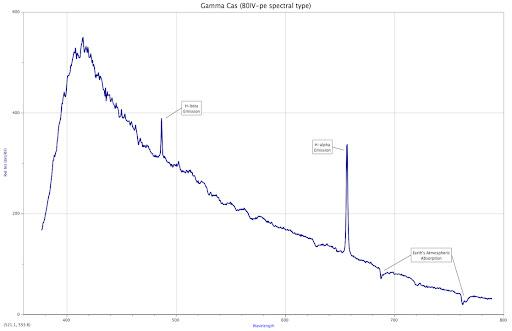 Gamma Cas (B0IV-pe spectral type)
600
H-beta
Emission
400
H-alpha
Emission
200
Earth's Atmospheric
Absorption
0
400
500
600
700
800
Wavelength